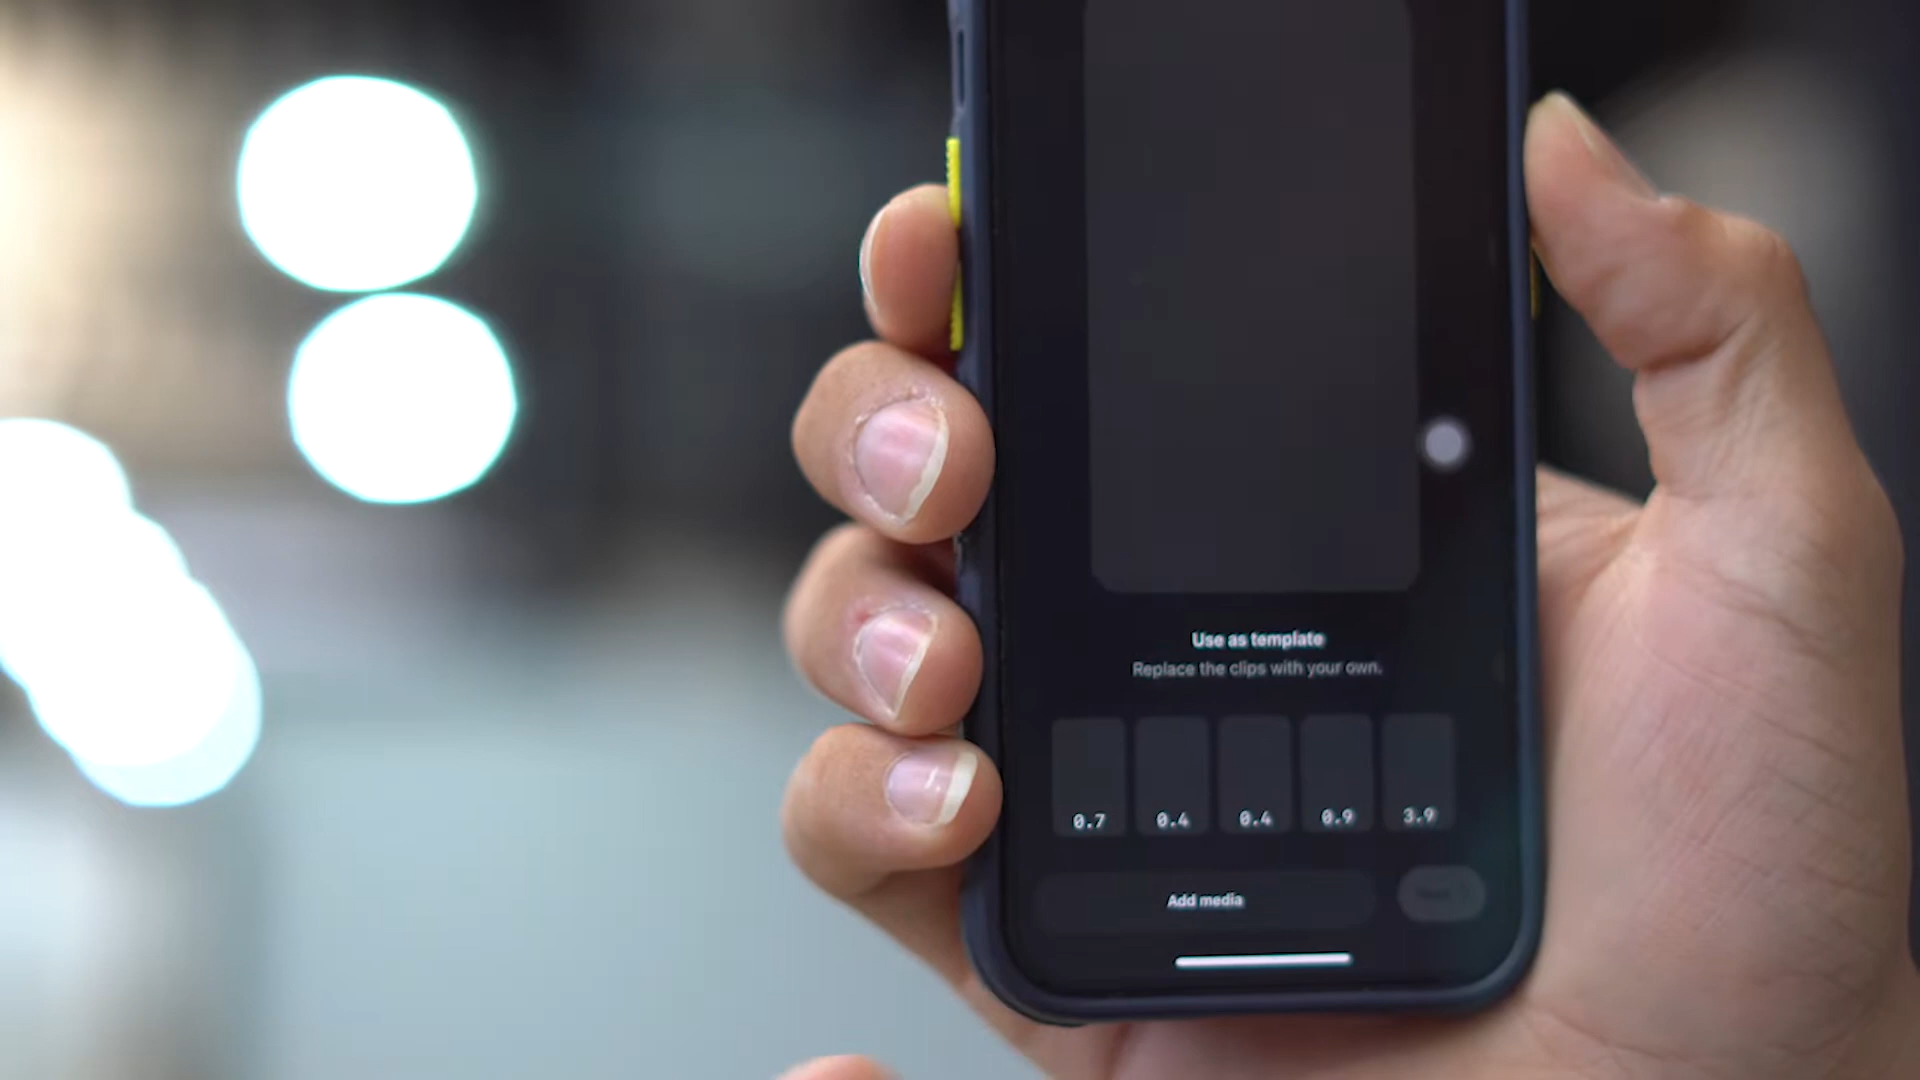 Use as template
Replace the clips with your own.
0.7 0.4 0.4 0.9 3.9
Add media